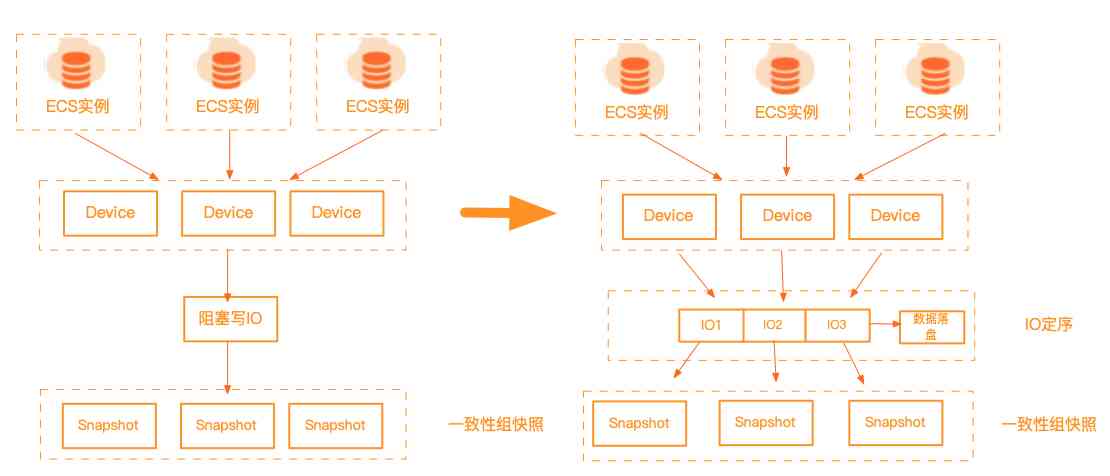 ECS实例
ECS实例
ECS实例
Device
Device
Device
阻塞写IO
Snapshot
Snapshot
Snapshot
一致性组快照
ECS实例
ECS实例
ECS实例
Device
Device
Device
IO1
IO2
IO3
数据落
盘
IO定序
Snapshot
Snapshot
Snapshot
一致性组快照